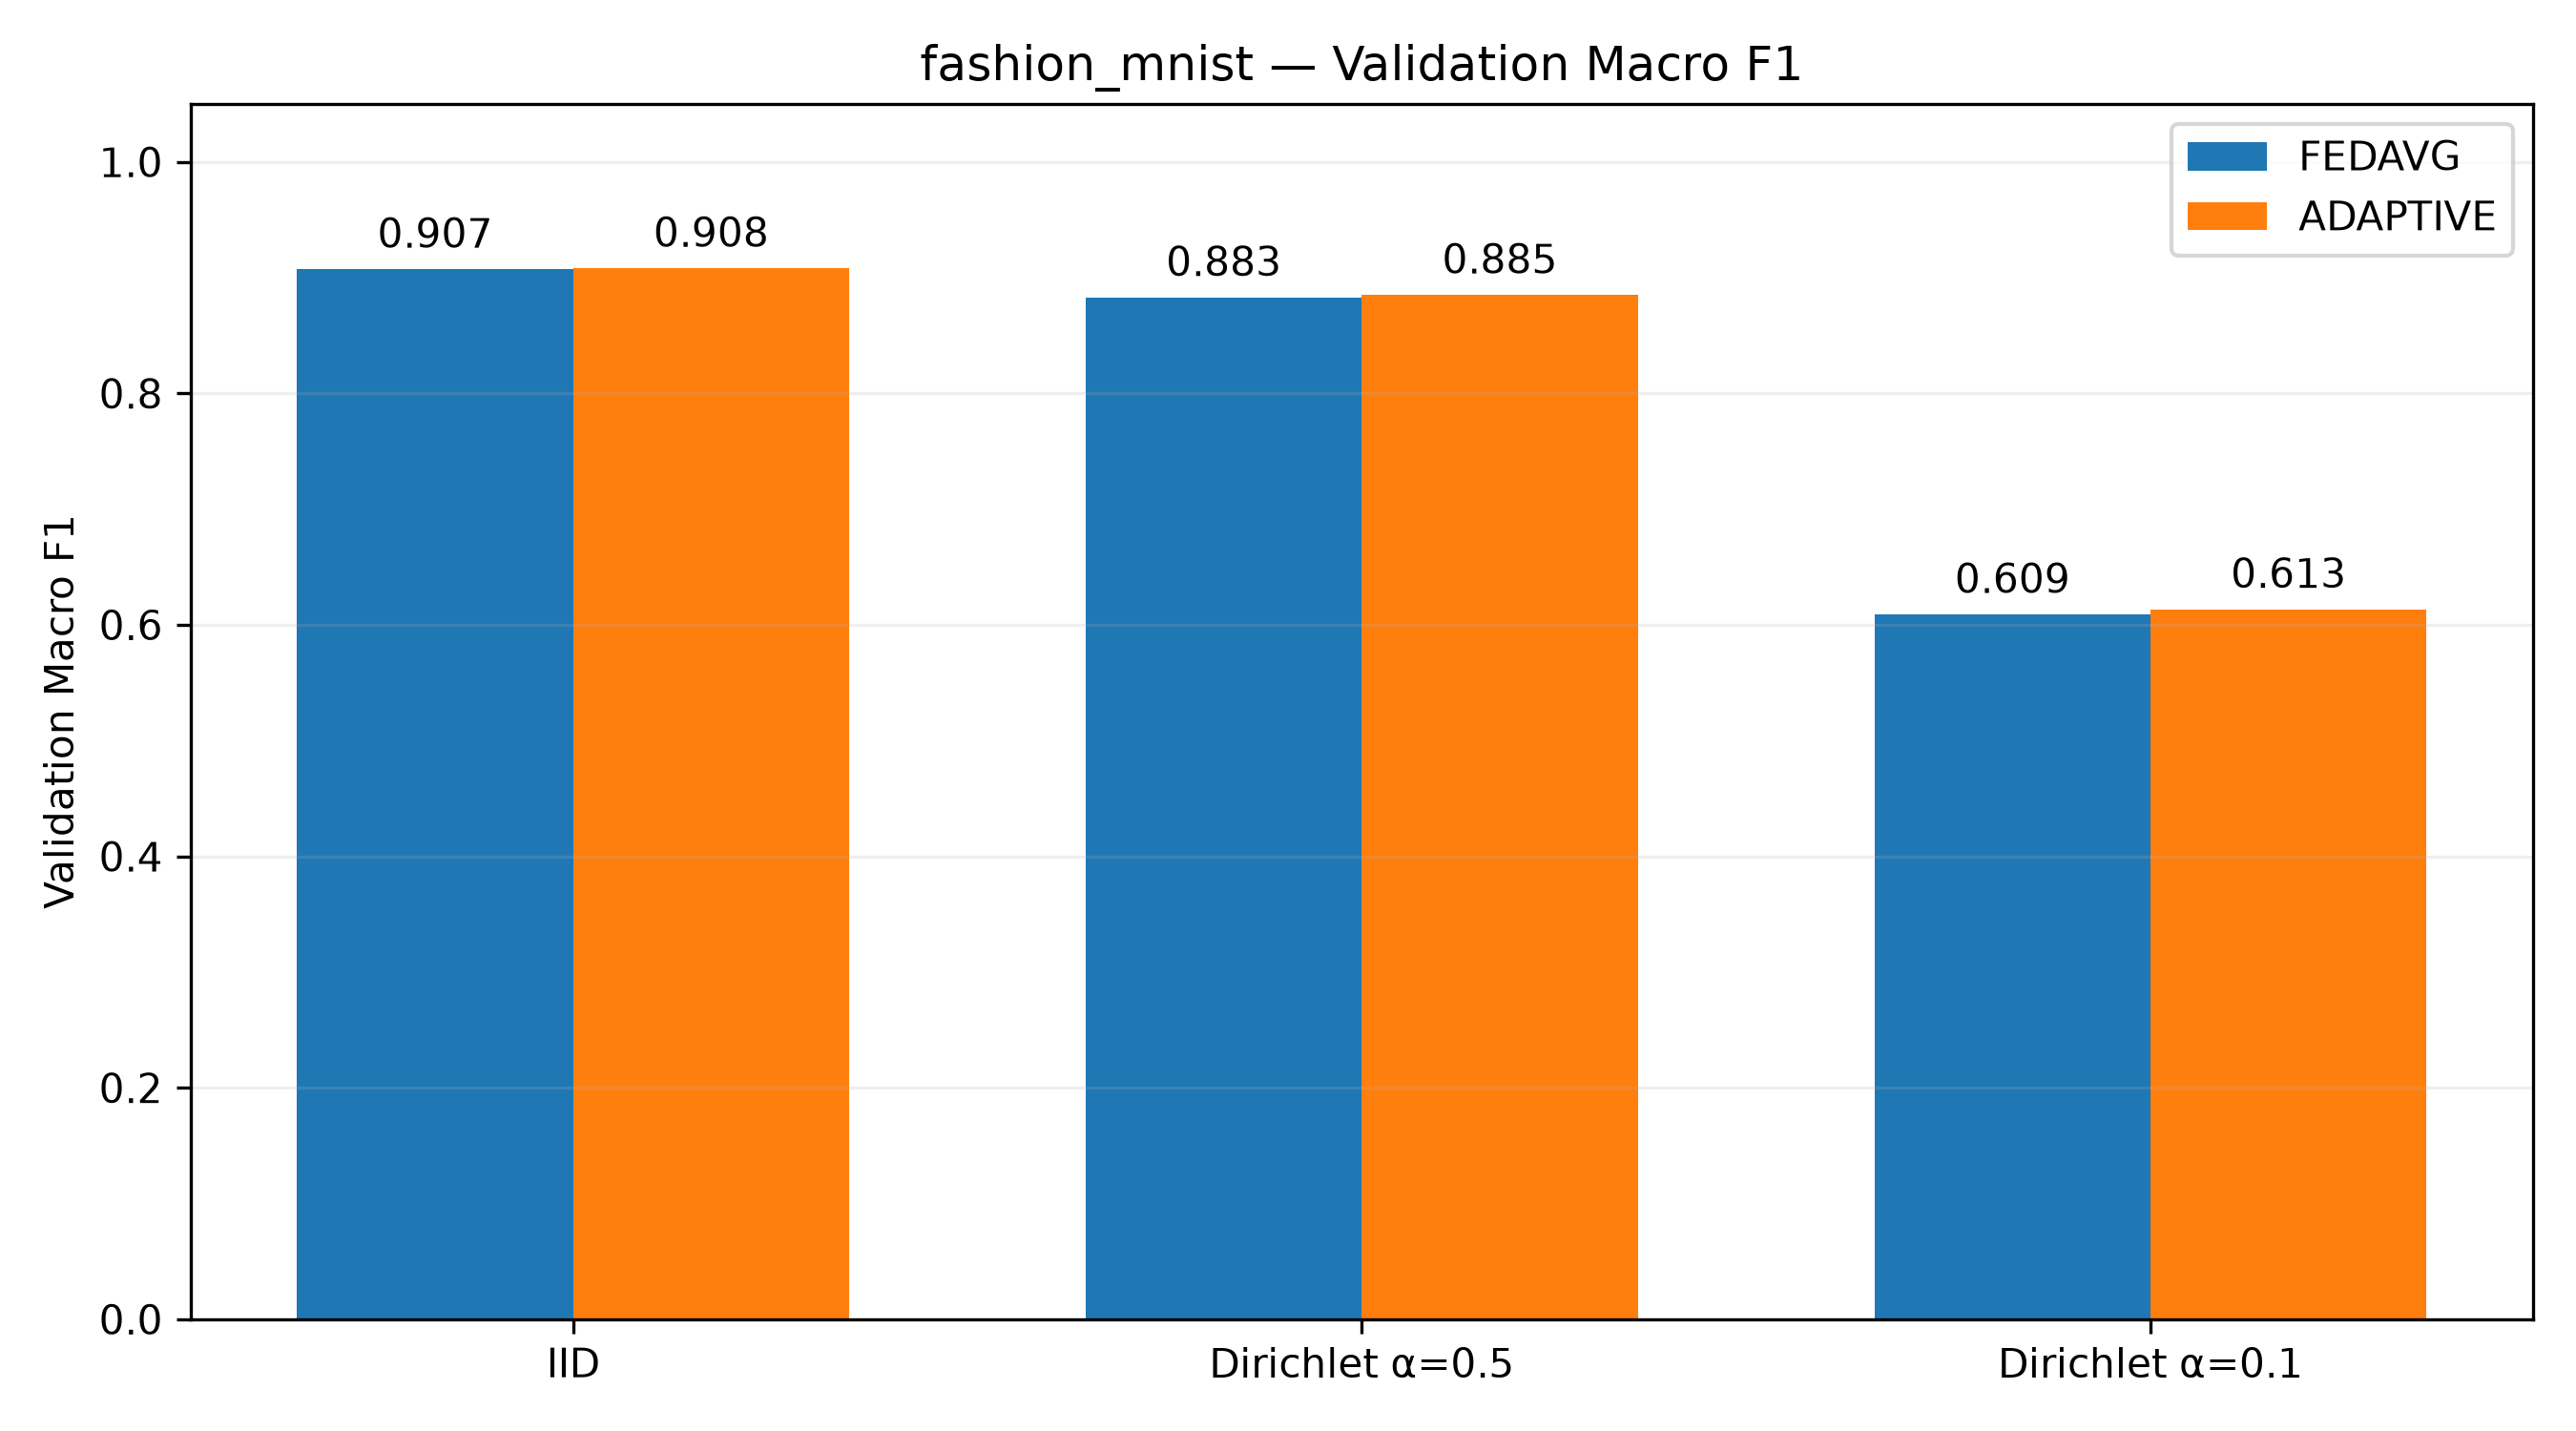 fashion_mnist — Validation Macro F1
Validation Macro F1
1.0
0.8
0.6
0.4
0.2
0.0
FEDAVG
ADAPTIVE
0.907
0.908
0.883
0.885
0.609
0.613
IID
Dirichlet α=0.5
Dirichlet α=0.1